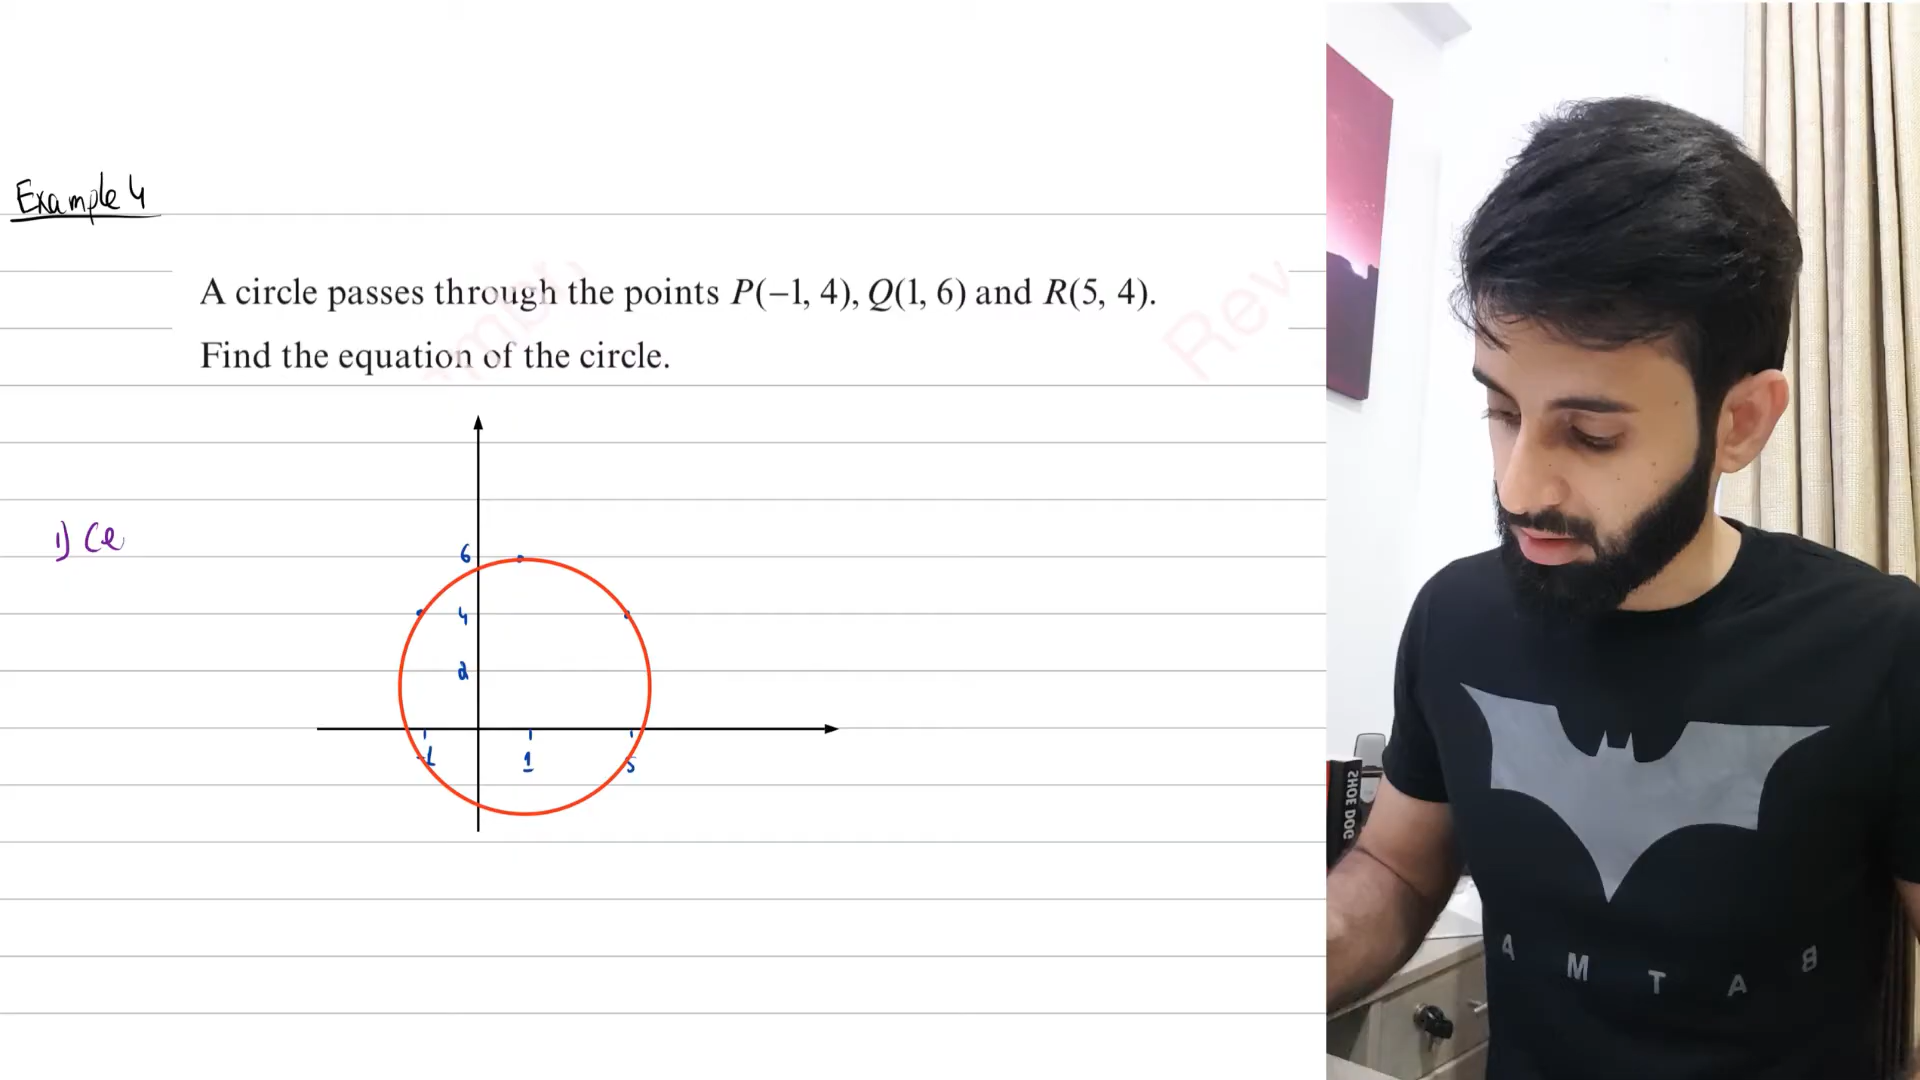 Example 4
A circle passes through the points P(−1, 4), Q(1, 6) and R(5, 4).
Find the equation of the circle.
1) Ce
6
4
2
-1 1 5
Rev
SHOE DOG
A M T A B